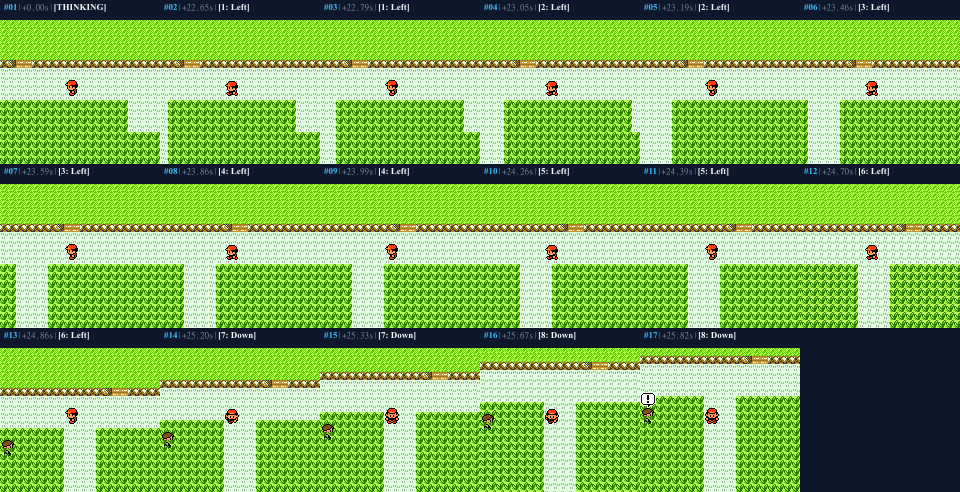 #01|+0.00s|[THINKING]
#02|+22.65s|[1: Left]
#03|+22.79s|[1: Left]
#04|+23.05s|[2: Left]
#05|+23.19s|[2: Left]
#06|+23.46s|[3: Left]
#07|+23.59s|[3: Left]
#08|+23.86s|[4: Left]
#09|+23.99s|[4: Left]
#10|+24.26s|[5: Left]
#11|+24.39s|[5: Left]
#12|+24.70s|[6: Left]
#13|+24.86s|[6: Left]
#14|+25.20s|[7: Down]
#15|+25.33s|[7: Down]
#16|+25.67s|[8: Down]
#17|+25.82s|[8: Down]
!